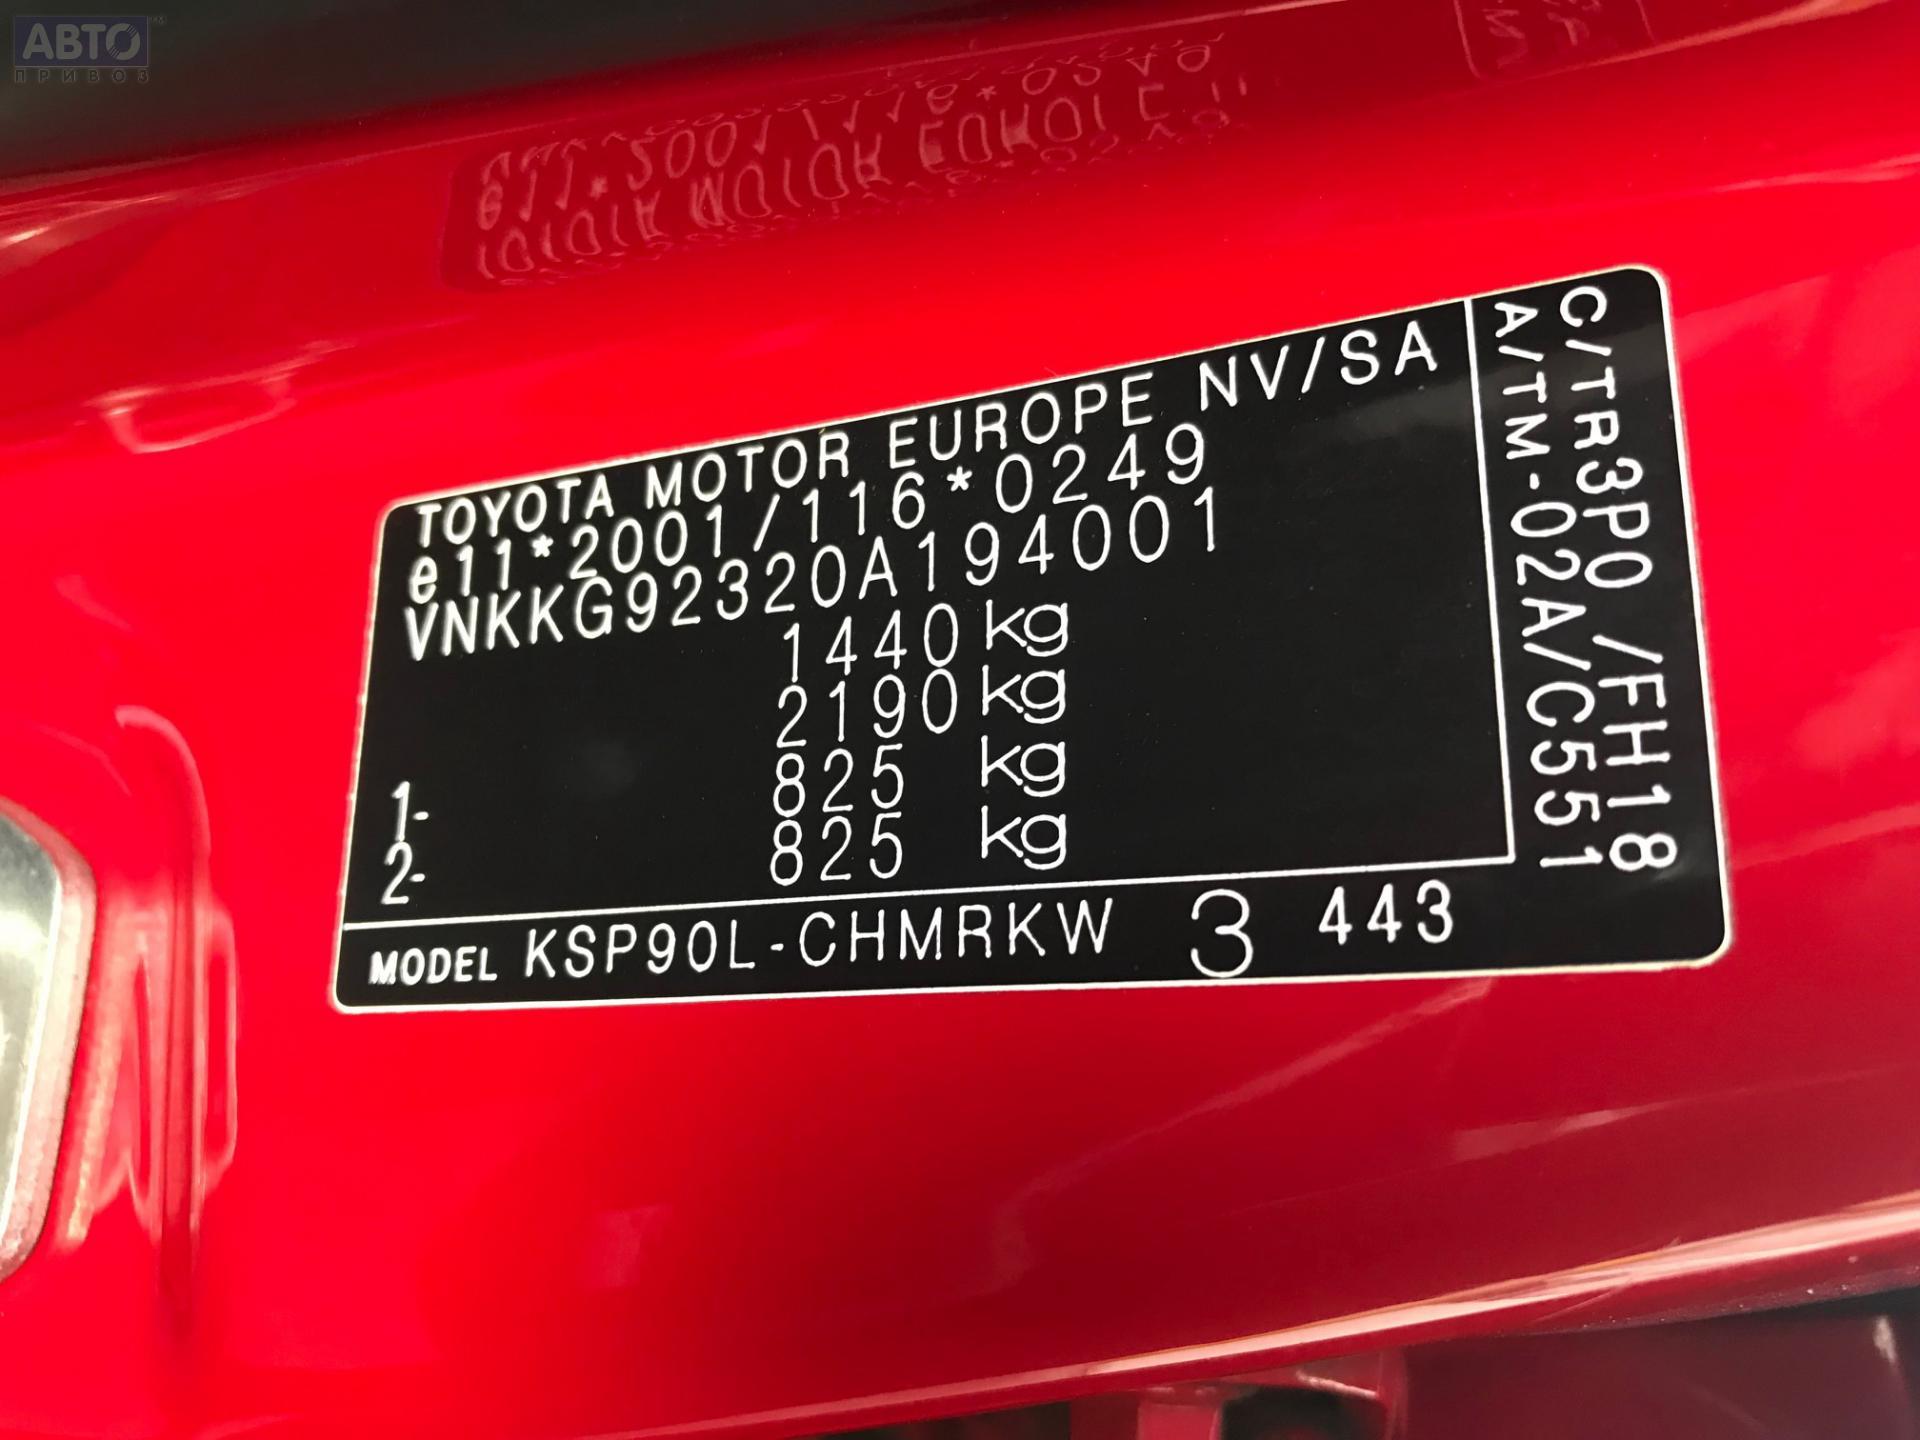 АВТО™
ПРИВОЗ
TOYOTA MOTOR EUROPE NV/SA
e11*2001/116*0249
VNKKG92320A194001
1440 kg
2190 kg
1- 825 kg
2- 825 kg
MODEL KSP90L-CHMRKW 3 443
C/TR3P0 /FH18
A/TM-02A/C551